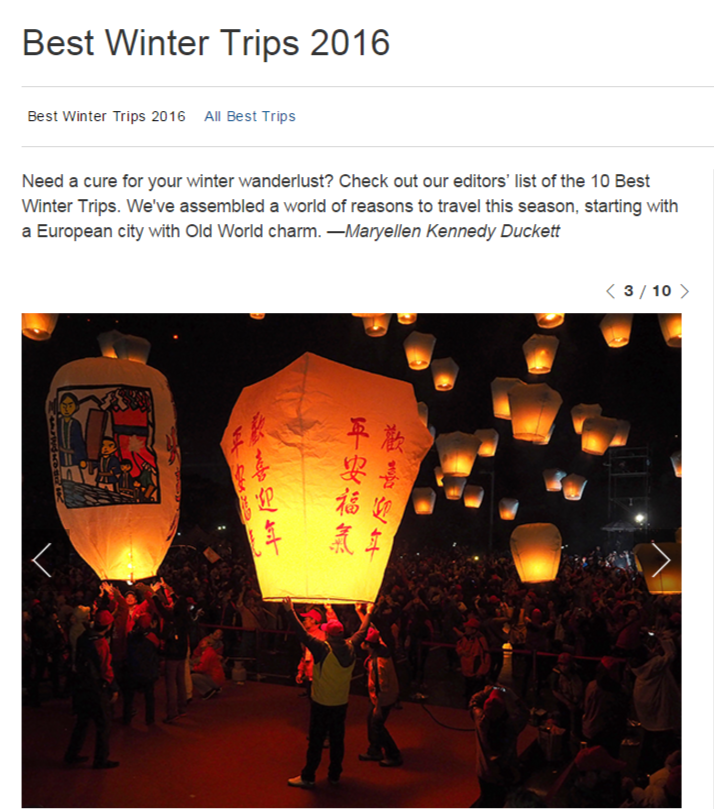 Best Winter Trips 2016
Best Winter Trips 2016 All Best Trips
Need a cure for your winter wanderlust? Check out our editors’ list of the 10 Best
Winter Trips. We've assembled a world of reasons to travel this season, starting with
a European city with Old World charm. —Maryellen Kennedy Duckett
3 / 10
歡喜迎年
平安福氣
歡喜迎年
平安福氣